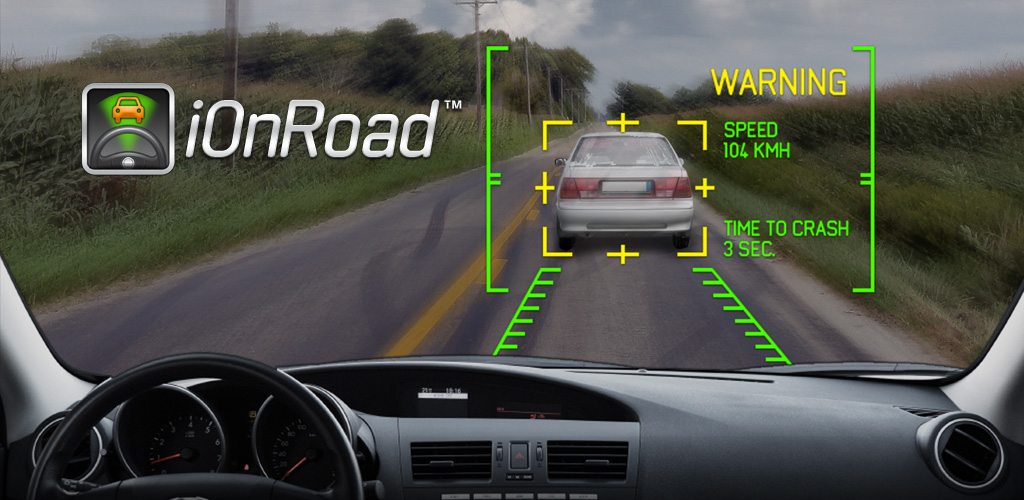 iOnRoad™
WARNING
SPEED
104 KMH
TIME TO CRASH
3 SEC.